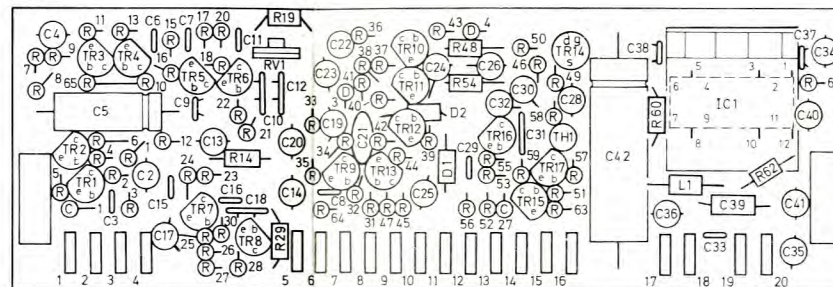 11 13 C6 C7 17 20 R19 36 43 4 50 d g C37
C4 R R 15 R R C11 C22 R TR10 R D R48 R TR14 C38 C34
e TR3 b c e TR4 b c 16 18 RV1 38 37 C24 C26 46 s 5 3 1
7 9 8 65 10 TR5 TR6 C12 C23 41 TR11 R54 C30 49 6 4 2 R 6
C5 C9 22 C10 33 3 40 D2 C32 58 C28 R60 IC1 C40
TR2 6 12 C13 21 C20 C19 C21 42 TR12 TR16 C31 TH1 7 9 11 12
4 R14 34 39 C29 55 59 57 C42 8 10
5 TR1 2 C2 24 23 35 TR9 TR13 44 D1 53 TR17 R62
C 1 C3 3 C15 C16 C18 C14 C8 32 C25 TR15 51 L1 C39 C41
TR7 30 TR8 64 31 47 45 56 52 27 63 C36
C17 25 26 R29 C33 C35
27 28
1 2 3 4 5 6 7 8 9 10 11 12 13 14 15 16 17 18 19 20